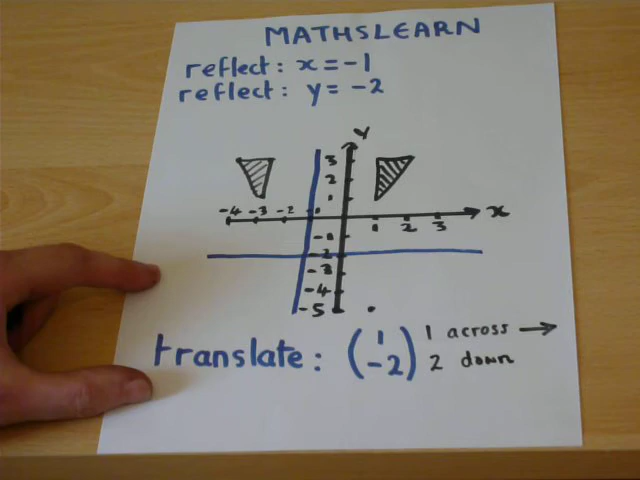 MATHSLEARN
reflect: x = -1
reflect: y = -2
y
3
2
1
-4 -3 -2
x
1 2 3
-1
-2
-3
-4
-5
translate: (1 -2) 1 across →
2 down